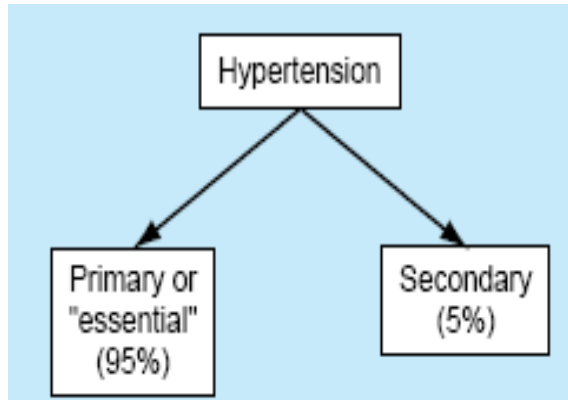 Hypertension
Primary or
"essential"
(95%)
Secondary
(5%)